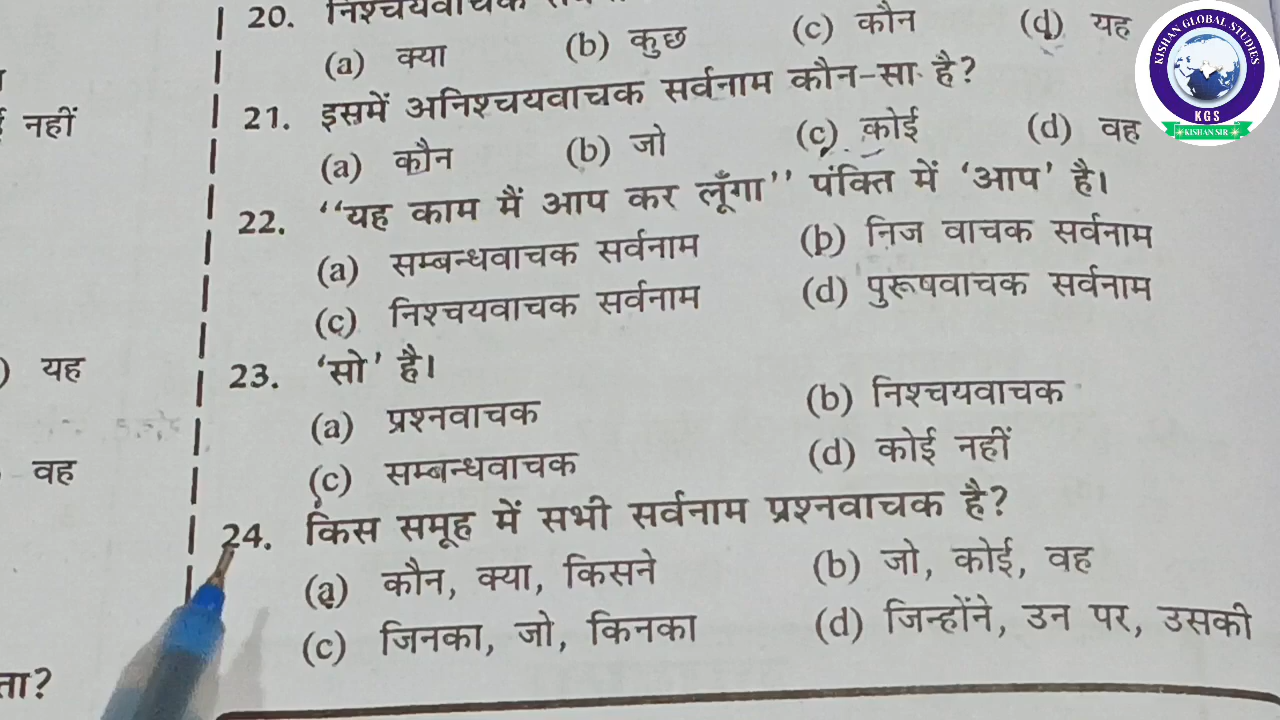 20. निश्चयवाचक
(a) क्या (b) कुछ (c) कौन (d) यह
नहीं
21. इसमें अनिश्चयवाचक सर्वनाम कौन-सा है?
(a) कौन (b) जो (c) कोई (d) वह
22. “यह काम मैं आप कर लूँगा” पंक्ति में ‘आप’ है।
(a) सम्बन्धवाचक सर्वनाम (b) निज वाचक सर्वनाम
(c) निश्चयवाचक सर्वनाम (d) पुरूषवाचक सर्वनाम
) यह
23. ‘सो’ है।
(a) प्रश्नवाचक (b) निश्चयवाचक
वह
(c) सम्बन्धवाचक (d) कोई नहीं
24. किस समूह में सभी सर्वनाम प्रश्नवाचक है?
(a) कौन, क्या, किसने (b) जो, कोई, वह
(c) जिनका, जो, किनका (d) जिन्होंने, उन पर, उसकी
ता?
KISHAN GLOBAL STUDIES
KGS
KISHAN SIR